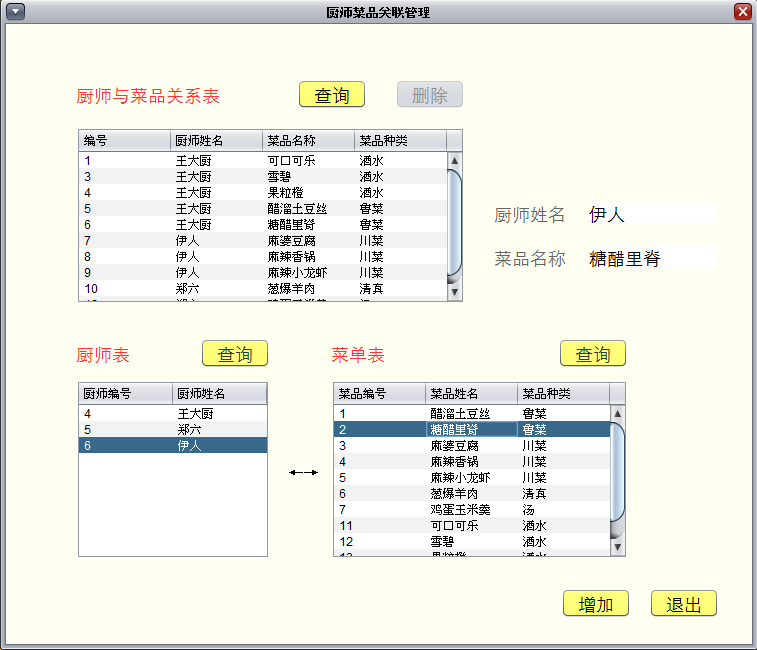 厨师菜品关联管理
厨师与菜品关系表 查询 删除
编号 厨师姓名 菜品名称 菜品种类
1 王大厨 可口可乐 酒水
3 王大厨 雪碧 酒水
4 王大厨 果粒橙 酒水
5 王大厨 醋溜土豆丝 鲁菜
6 王大厨 糖醋里脊 鲁菜
7 伊人 麻婆豆腐 川菜
8 伊人 麻辣香锅 川菜
9 伊人 麻辣小龙虾 川菜
10 郑六 葱爆羊肉 清真
厨师姓名 伊人
菜品名称 糖醋里脊
厨师表 查询
厨师编号 厨师姓名
4 王大厨
5 郑六
6 伊人
菜单表 查询
菜品编号 菜品姓名 菜品种类
1 醋溜土豆丝 鲁菜
2 糖醋里脊 鲁菜
3 麻婆豆腐 川菜
4 麻辣香锅 川菜
5 麻辣小龙虾 川菜
6 葱爆羊肉 清真
7 鸡蛋玉米羹 汤
11 可口可乐 酒水
12 雪碧 酒水
增加 退出